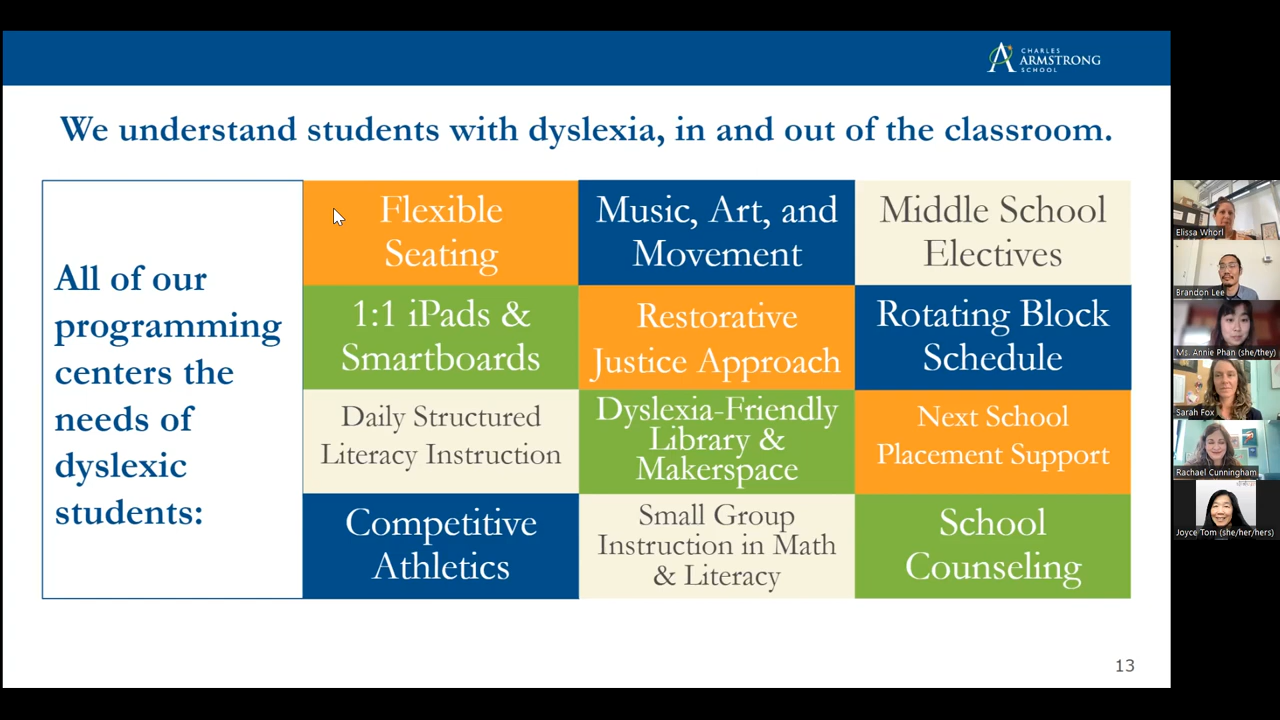 CHARLES
ARMSTRONG
SCHOOL
We understand students with dyslexia, in and out of the classroom.
All of our
programming
centers the
needs of
dyslexic
students:
Flexible
Seating
Music, Art, and
Movement
Middle School
Electives
1:1 iPads &
Smartboards
Restorative
Justice Approach
Rotating Block
Schedule
Daily Structured
Literacy Instruction
Dyslexia-Friendly
Library &
Makerspace
Next School
Placement Support
Competitive
Athletics
Small Group
Instruction in Math
& Literacy
School
Counseling
13
Elissa Whorl
Brandon Lee
Ms. Annie Phan (she/they)
Sarah Fox
Rachael Cunningham
Joyce Tom (she/her/hers)